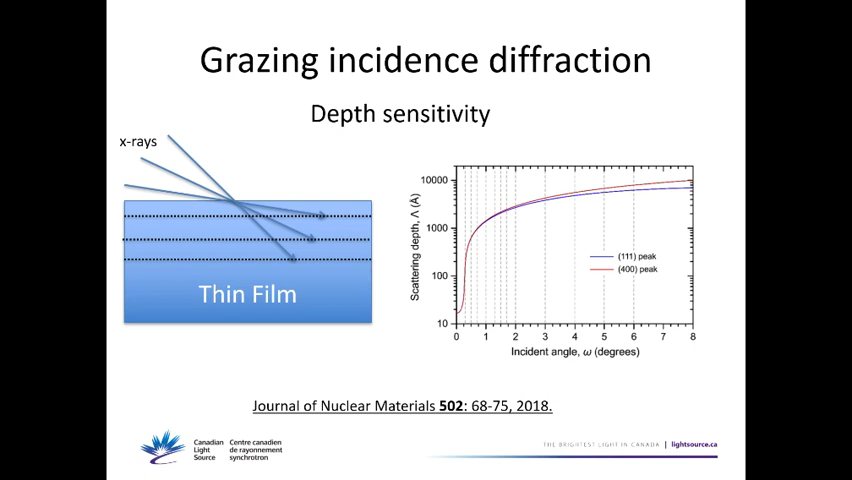 Grazing incidence diffraction
Depth sensitivity
x-rays
Thin Film
Scattering depth, Λ (Å)
10000
1000
100
10
(111) peak
(400) peak
0 1 2 3 4 5 6 7 8
Incident angle, ω (degrees)
Journal of Nuclear Materials 502: 68-75, 2018.
Canadian Centre canadien
Light de rayonnement
Source synchrotron
THE BRIGHTEST LIGHT IN CANADA | lightsource.ca